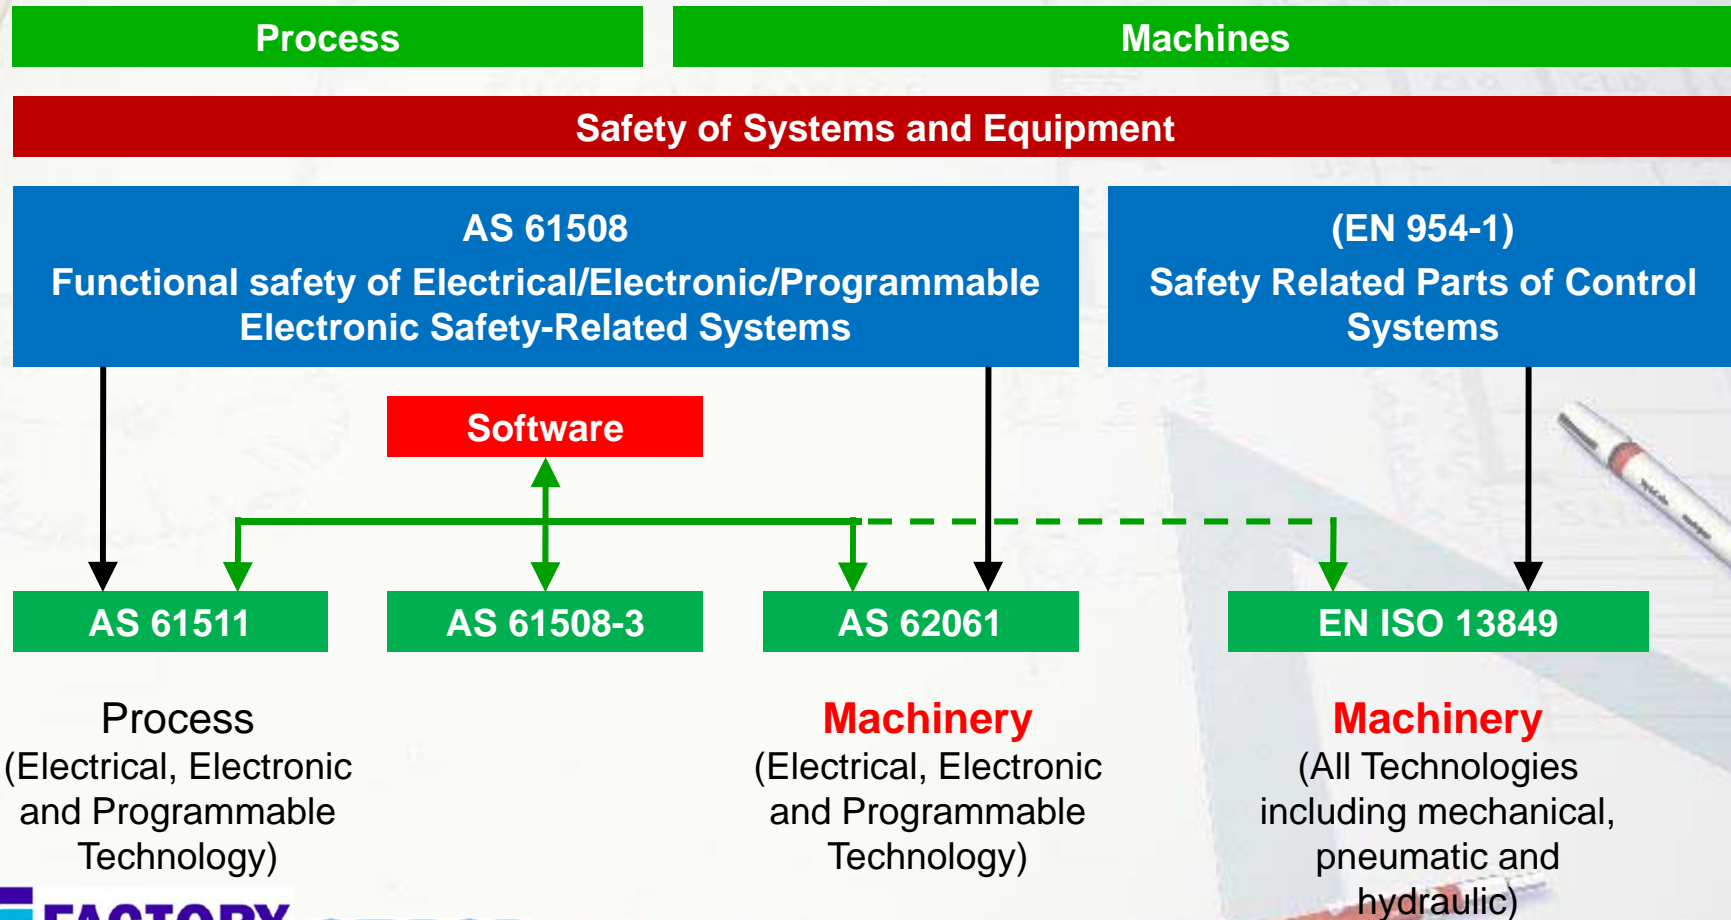 Process
Machines
Safety of Systems and Equipment
AS 61508
Functional safety of Electrical/Electronic/Programmable
Electronic Safety-Related Systems
(EN 954-1)
Safety Related Parts of Control
Systems
Software
AS 61511
AS 61508-3
AS 62061
EN ISO 13849
Process
(Electrical, Electronic
and Programmable
Technology)
Machinery
(Electrical, Electronic
and Programmable
Technology)
Machinery
(All Technologies
including mechanical,
pneumatic and
hydraulic)
FACTORY